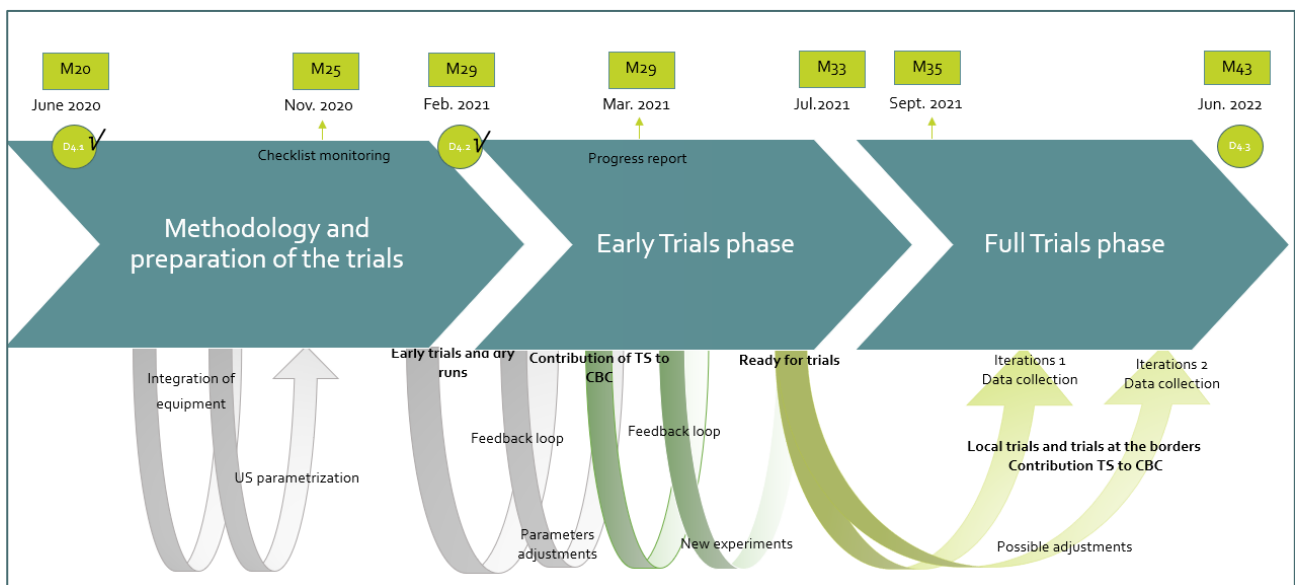 M20
M25
M29
M29
M33
M35
M43
June 2020
Nov. 2020
Feb. 2021
Mar. 2021
Jul.2021
Sept. 2021
Jun. 2022
D4.1 √
D4.2 √
D4.3
Checklist monitoring
Progress report
Methodology and
preparation of the trials
Early Trials phase
Full Trials phase
Integration of
equipment
US parametrization
Early trials and dry
runs
Feedback loop
Parameters
adjustments
Contribution of TS to
CBC
Feedback loop
New experiments
Ready for trials
Iterations 1
Data collection
Iterations 2
Data collection
Local trials and trials at the borders
Contribution TS to CBC
Possible adjustments